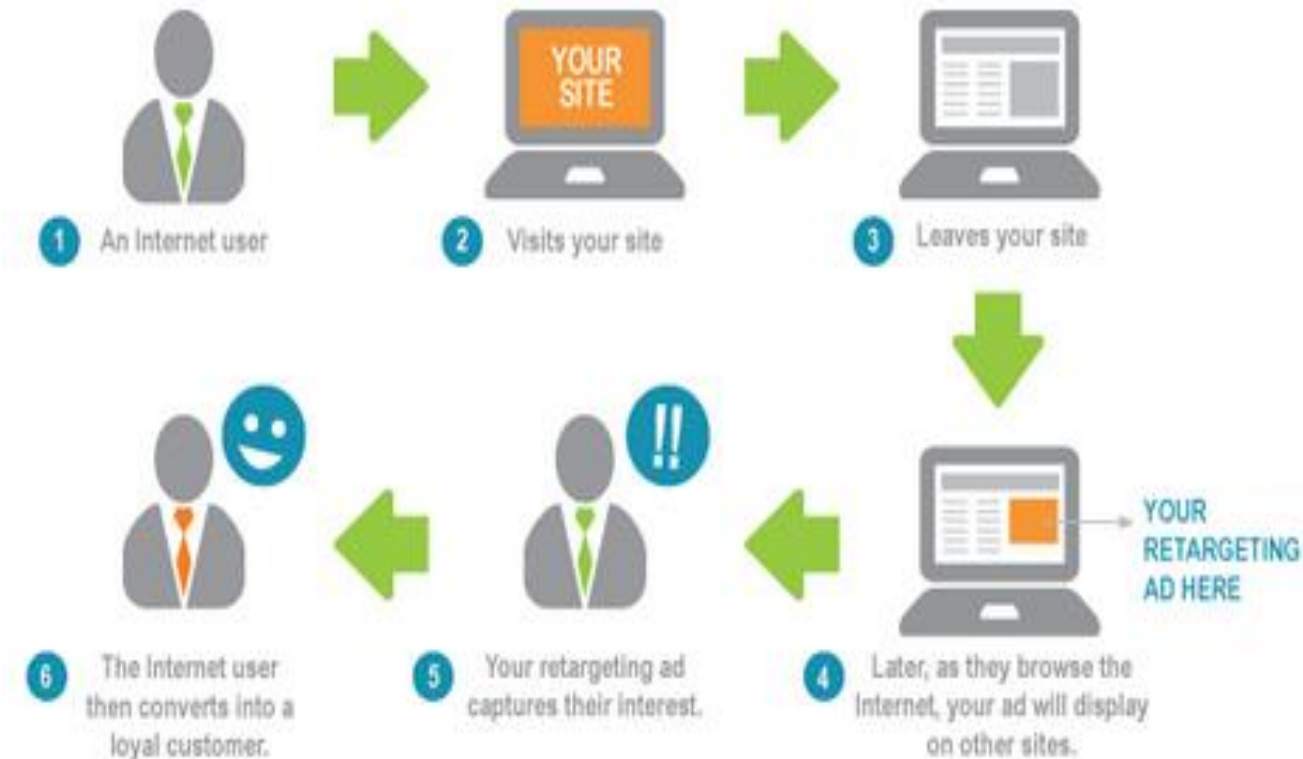 YOUR
SITE
1 An Internet user
2 Visits your site
3 Leaves your site
YOUR
RETARGETING
AD HERE
4 Later, as they browse the
Internet, your ad will display
on other sites.
5 Your retargeting ad
captures their interest.
!!
6 The Internet user
then converts into a
loyal customer.